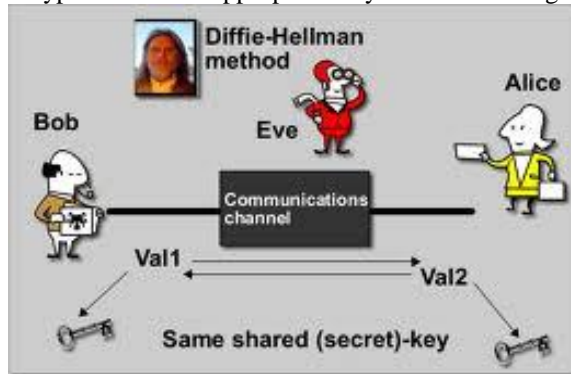 Diffie-Hellman
method
Alice
Bob
Eve
Communications
channel
Val1
Val2
Same shared (secret)-key